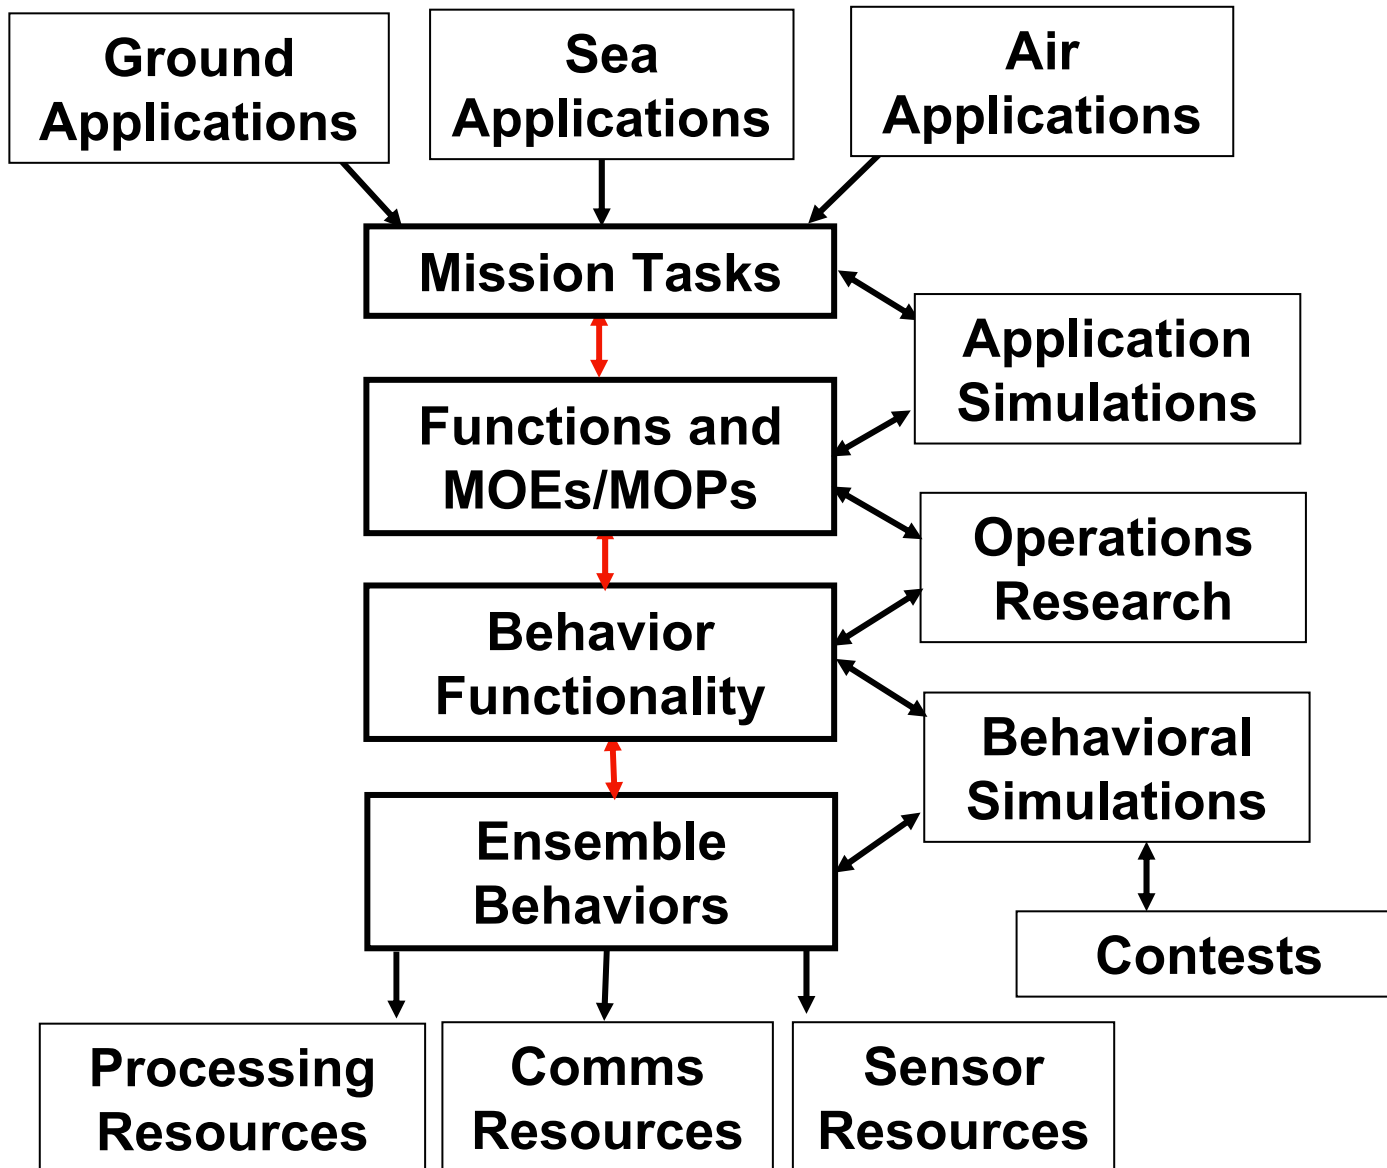 Ground
Applications
Sea
Applications
Air
Applications
Mission Tasks
Application
Simulations
Functions and
MOEs/MOPs
Operations
Research
Behavior
Functionality
Behavioral
Simulations
Ensemble
Behaviors
Contests
Processing
Resources
Comms
Resources
Sensor
Resources